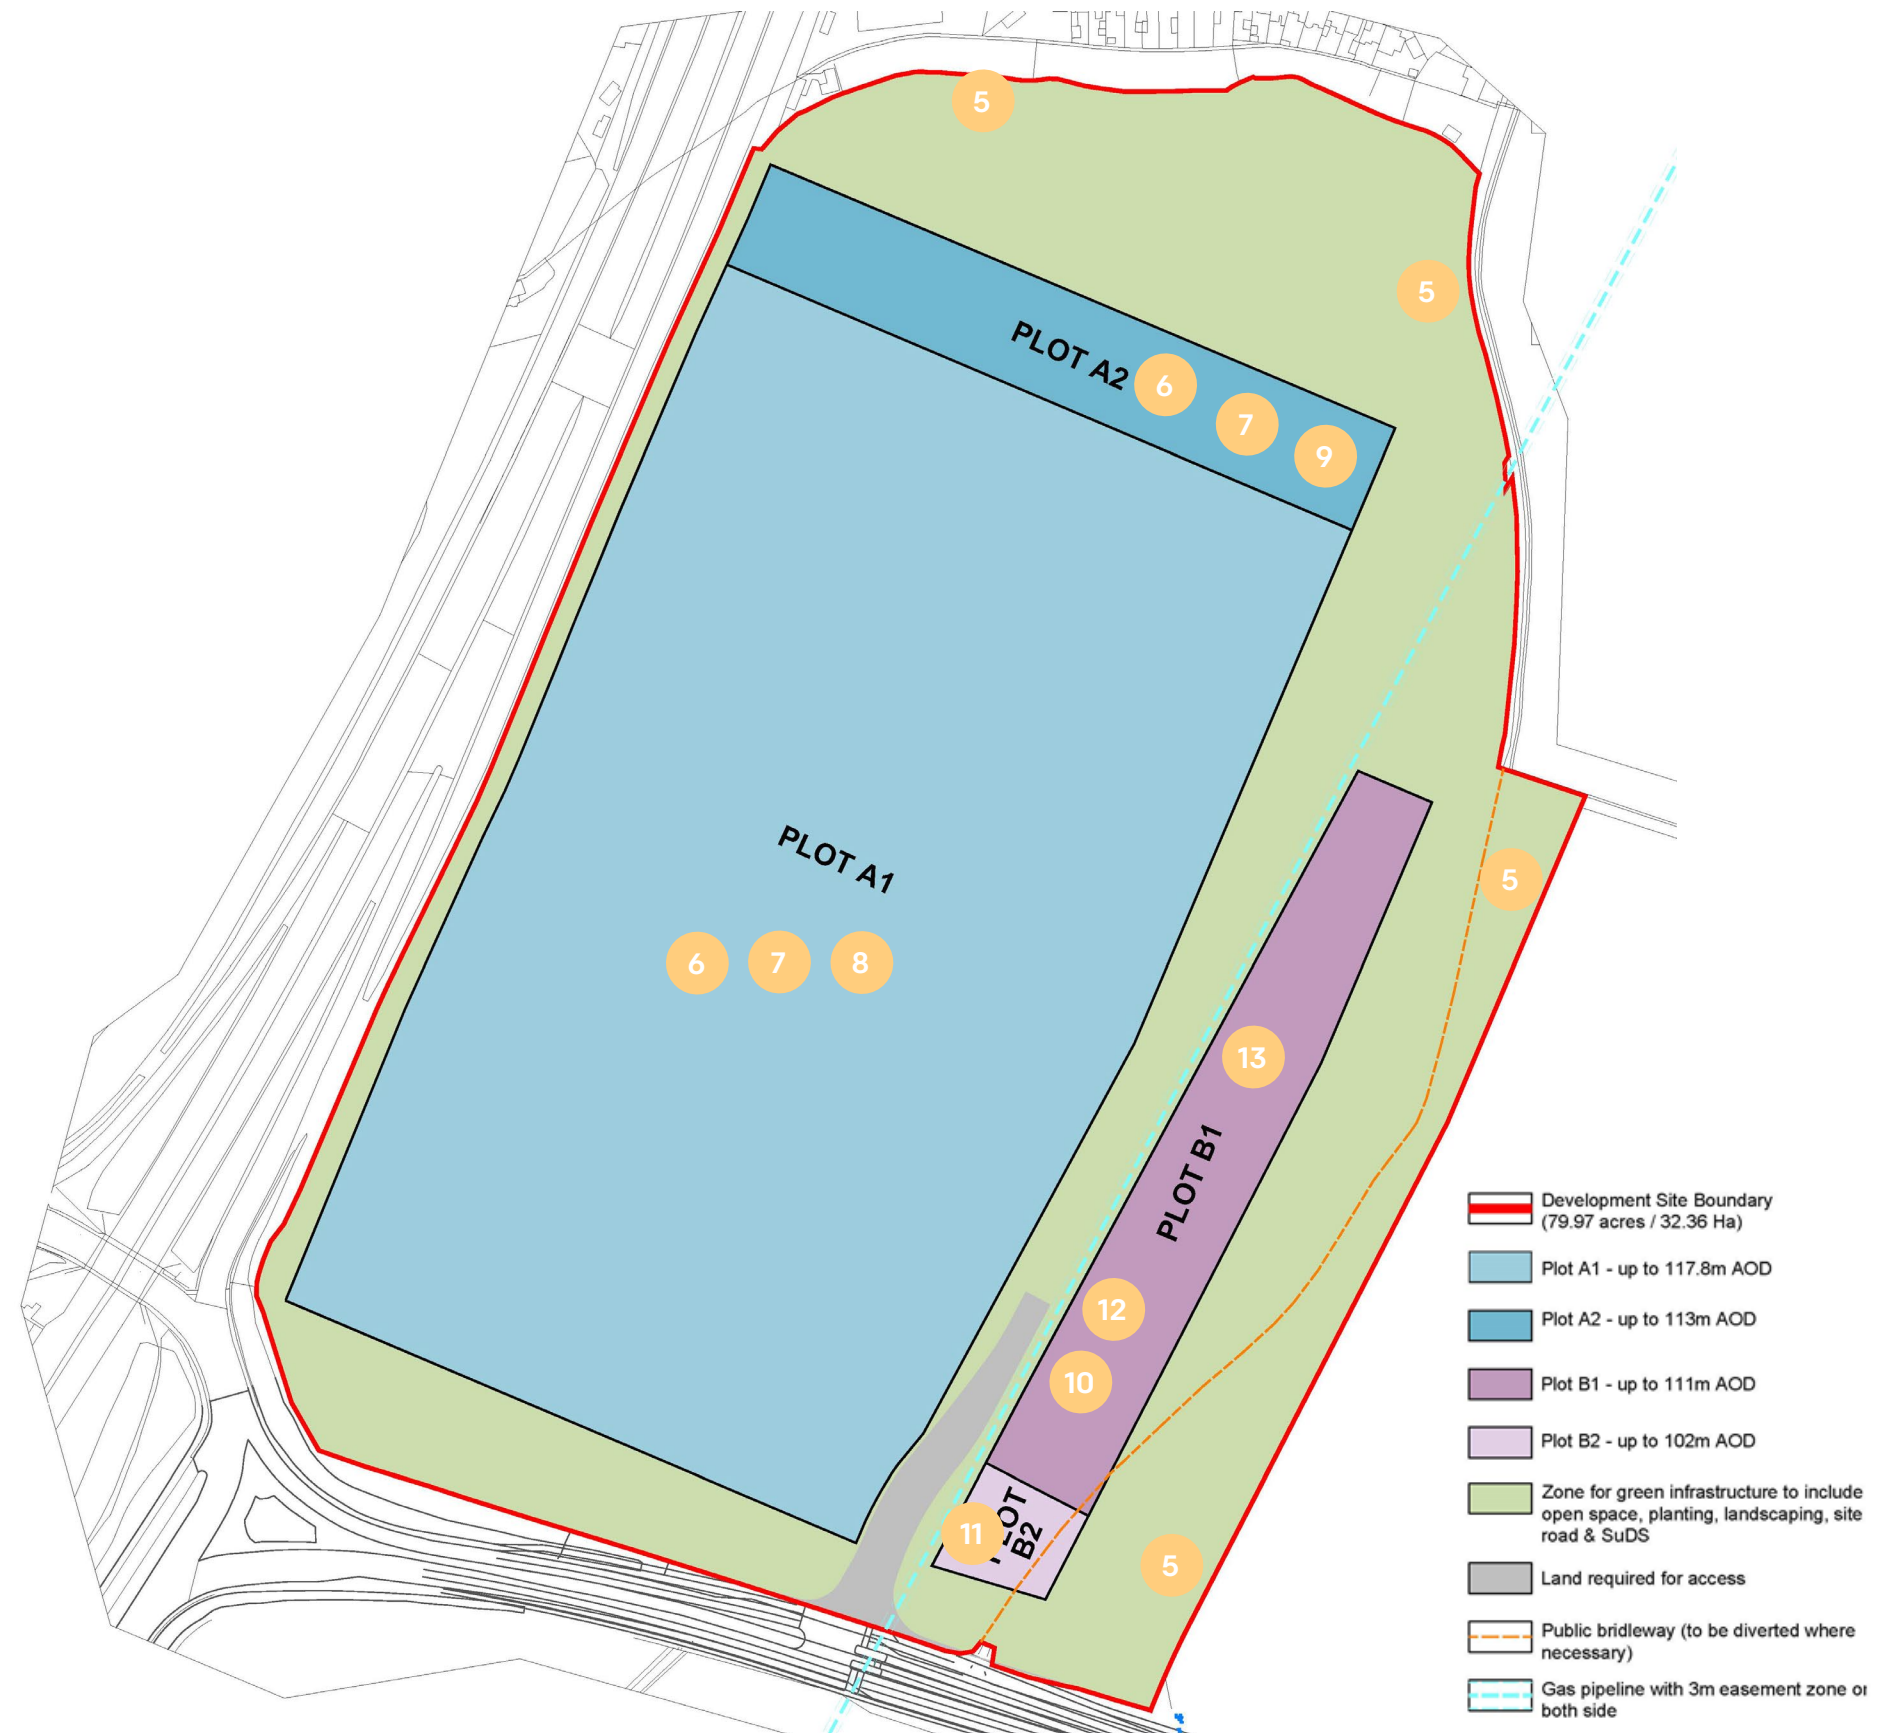 5
5
PLOT A2
6
7
9
PLOT A1
5
6
7
8
13
PLOT B1
12
10
11
B2
5
Development Site Boundary
(79.97 acres / 32.36 Ha)
Plot A1 - up to 117.8m AOD
Plot A2 - up to 113m AOD
Plot B1 - up to 111m AOD
Plot B2 - up to 102m AOD
Zone for green infrastructure to include
open space, planting, landscaping, site
road & SuDS
Land required for access
Public bridleway (to be diverted where
necessary)
Gas pipeline with 3m easement zone
both side